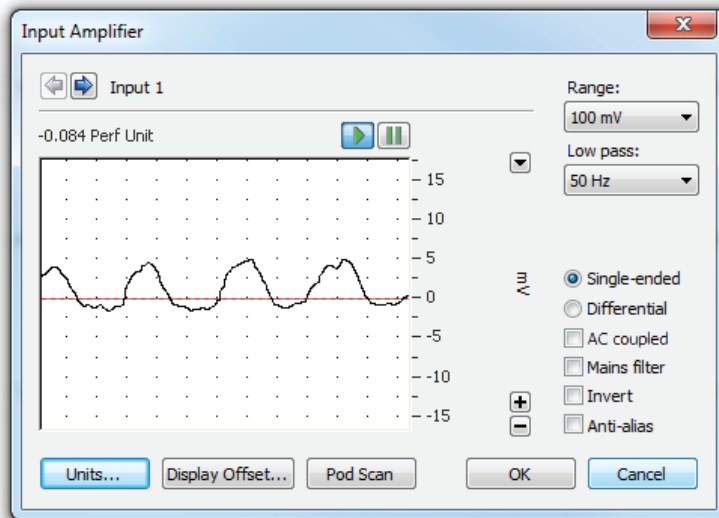 Input Amplifier
Input 1
-0.084 Perf Unit
15
10
5
0
-5
-10
-15
mV
Range:
100 mV
Low pass:
50 Hz
Single-ended
Differential
AC coupled
Mains filter
Invert
Anti-alias
Units...
Display Offset...
Pod Scan
OK
Cancel